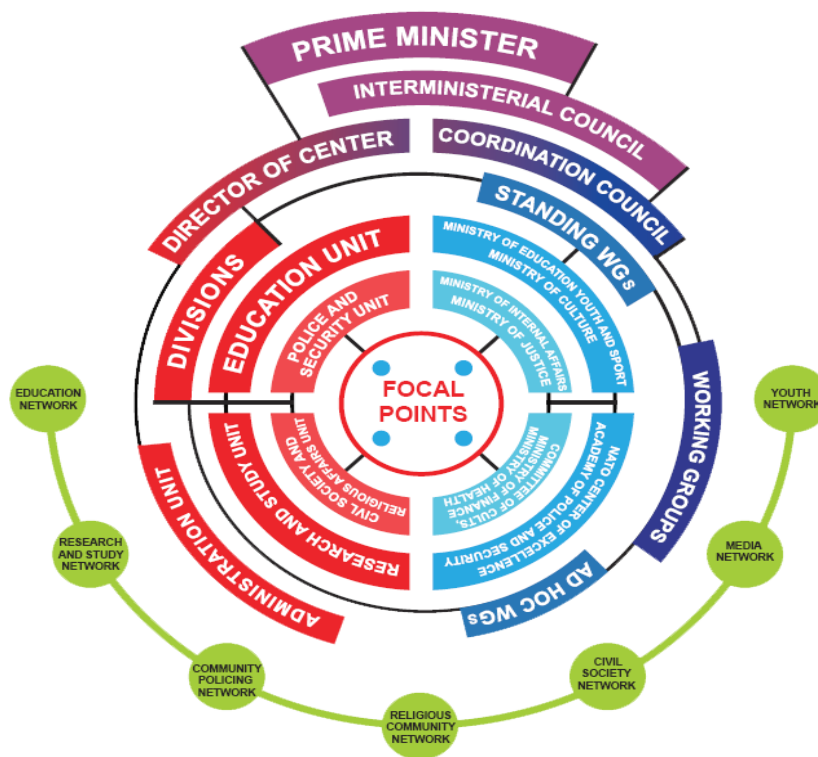 PRIME MINISTER
INTERMINISTERIAL COUNCIL
DIRECTOR OF CENTER
COORDINATION COUNCIL
STANDING WGs
DIVISIONS
EDUCATION UNIT
POLICE AND
SECURITY UNIT
MINISTRY OF EDUCATION YOUTH AND SPORT
MINISTRY OF CULTURE
MINISTRY OF INTERNAL AFFAIRS
MINISTRY OF JUSTICE
FOCAL
POINTS
WORKING GROUPS
ADMINISTRATION UNIT
RESEARCH AND STUDY UNIT
CIVL SOCIETY AND
RELIGIOUS AFFAIRS UNIT
COMMITTEE OF CULTS,
MINISTRY OF FINANCE
MINISTRY OF HEALTH
NATO CENTER OF EXCELLENCE
ACADEMY OF POLICE AND SECURITY
AD HOC WGs
EDUCATION
NETWORK
RESEARCH
AND STUDY
NETWORK
COMMUNITY
POLICING
NETWORK
RELIGIOUS
COMMUNITY
NETWORK
CIVIL
SOCIETY
NETWORK
MEDIA
NETWORK
YOUTH
NETWORK